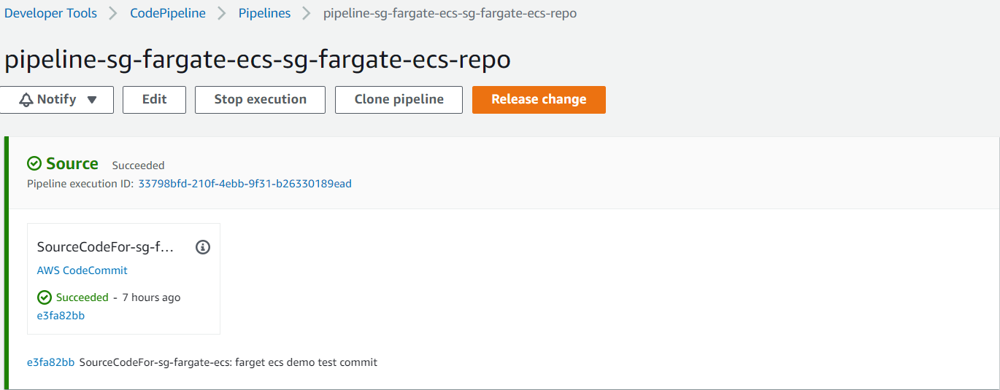 Developer Tools > CodePipeline > Pipelines > pipeline-sg-fargate-ecs-sg-fargate-ecs-repo
pipeline-sg-fargate-ecs-sg-fargate-ecs-repo
Notify ▼ Edit Stop execution Clone pipeline Release change
Source Succeeded
Pipeline execution ID: 33798bfd-210f-4ebb-9f31-b26330189ead
SourceCodeFor-sg-f...
AWS CodeCommit
Succeeded - 7 hours ago
e3fa82bb
e3fa82bb SourceCodeFor-sg-fargate-ecs: farget ecs demo test commit